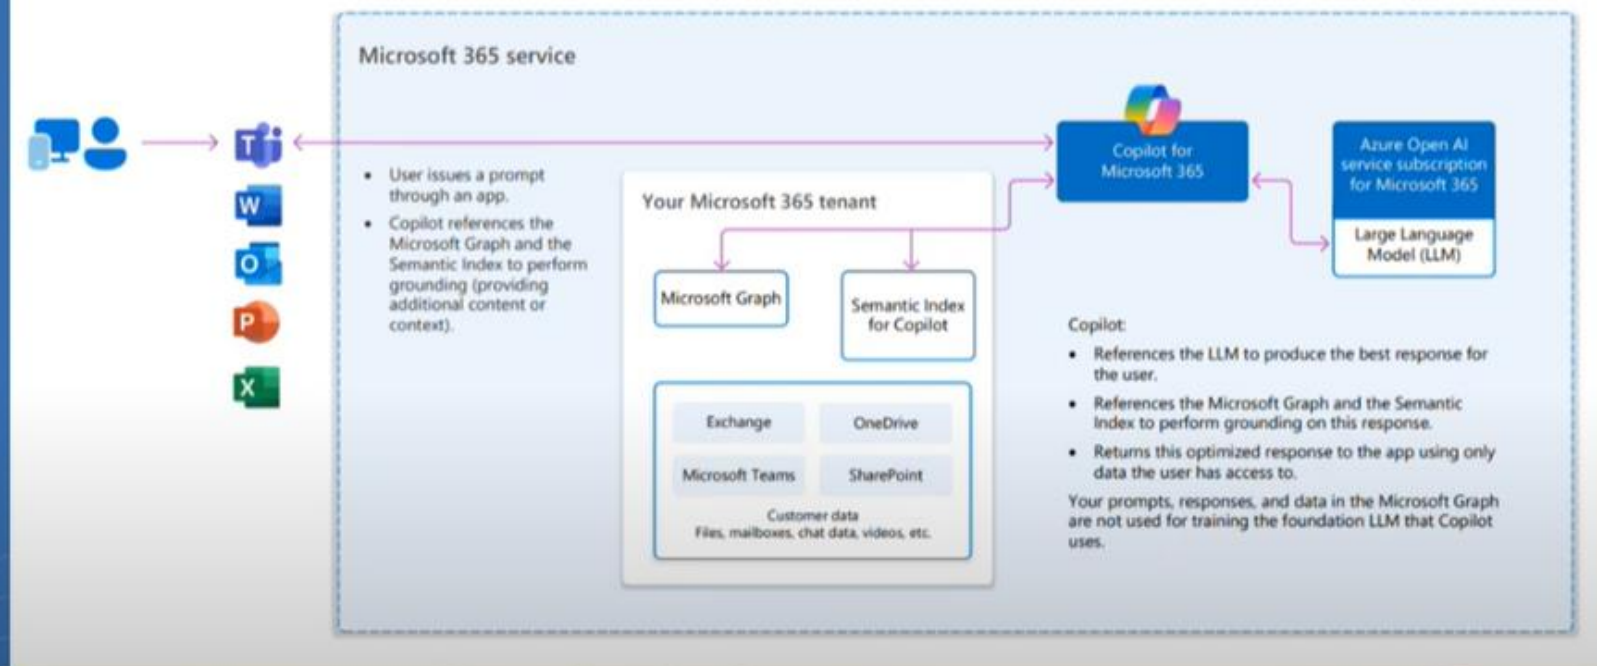 Microsoft 365 service
T
W
O
P
X
User issues a prompt
through an app.
Copilot references the
Microsoft Graph and the
Semantic Index to perform
grounding (providing
additional content or
context).
Your Microsoft 365 tenant
Microsoft Graph
Semantic Index
for Copilot
Exchange
OneDrive
Microsoft Teams
SharePoint
Customer data
Files, mailboxes, chat data, videos, etc.
Copilot for
Microsoft 365
Azure Open AI
service subscription
for Microsoft 365
Large Language
Model (LLM)
Copilot:
References the LLM to produce the best response for
the user.
References the Microsoft Graph and the Semantic
Index to perform grounding on this response.
Returns this optimized response to the app using only
data the user has access to.
Your prompts, responses, and data in the Microsoft Graph
are not used for training the foundation LLM that Copilot
uses.